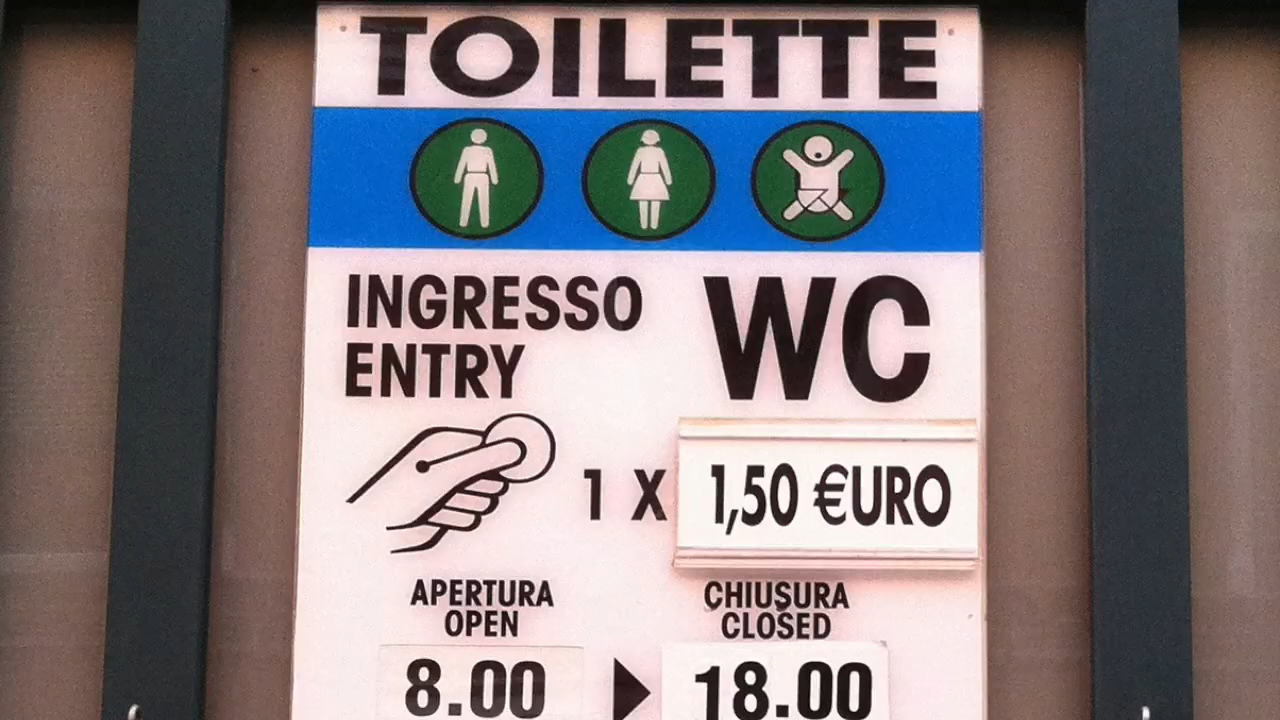 TOILETTE
INGRESSO
ENTRY
WC
1 X 1,50 €URO
APERTURA
OPEN
CHIUSURA
CLOSED
8.00
18.00